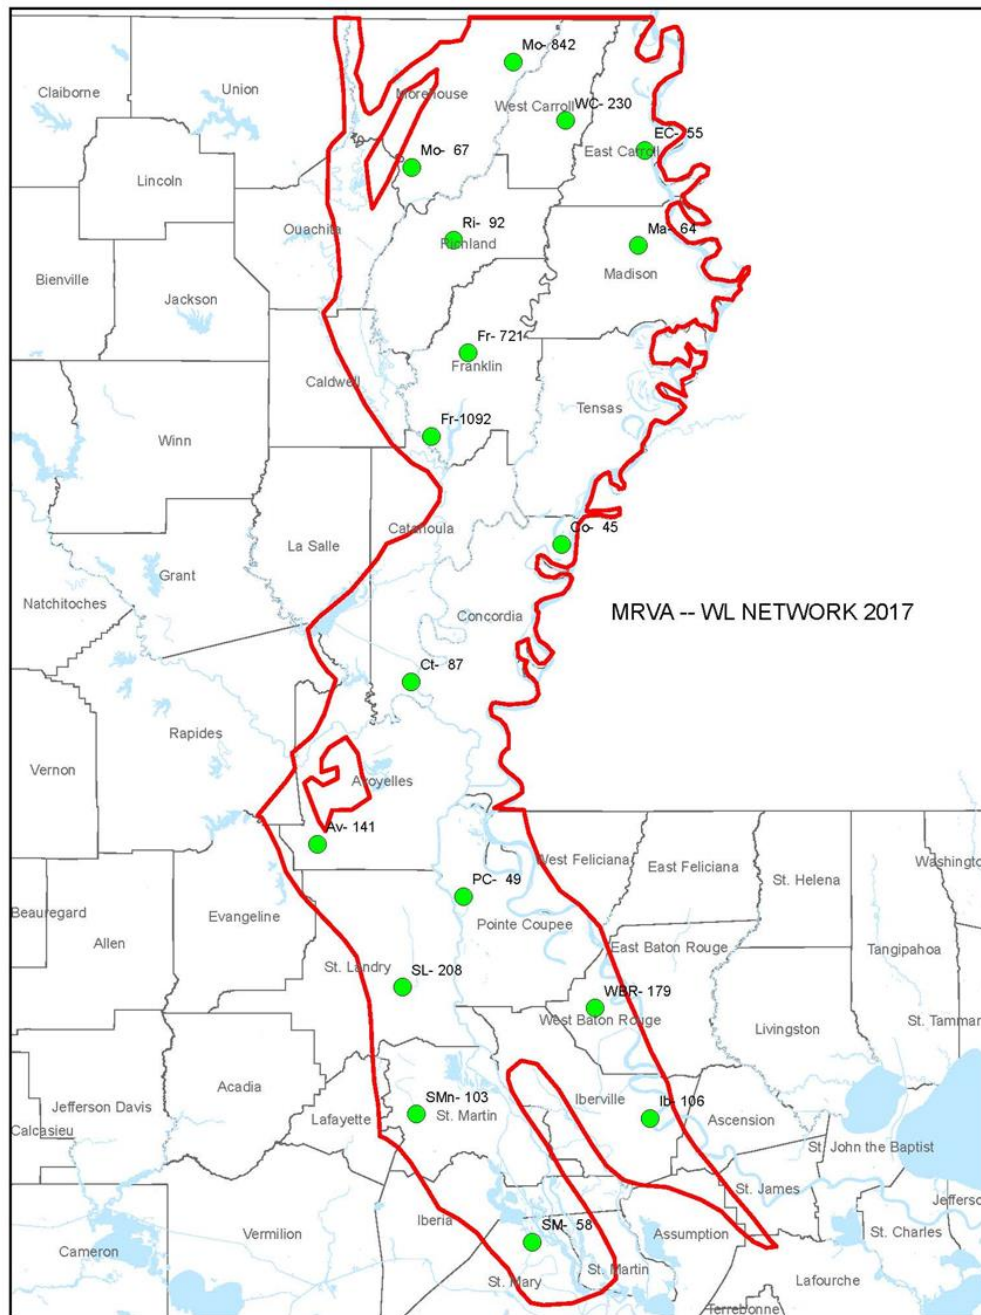 Mo- 842
Claiborne
Union
Morehouse
West Carroll
WC- 230
EC- 55
East Carroll
Mo- 67
Lincoln
Ri- 92
Ouachita
Richland
Ma- 64
Madison
Bienville
Jackson
Fr- 721
Franklin
Caldwell
Tensas
Fr-1092
Winn
Catahoula
Co- 45
La Salle
Grant
Natchitoches
Concordia
MRVA -- WL NETWORK 2017
Ct- 87
Rapides
Vernon
Avoyelles
Av- 141
West Feliciana
East Feliciana
St. Helena
Washington
PC- 49
Beauregard
Evangeline
Pointe Coupee
Allen
East Baton Rouge
Tangipahoa
St. Landry
SL- 208
WBR- 179
West Baton Rouge
Livingston
St. Tamman
Acadia
Jefferson Davis
SMn- 103
St. Martin
Iberville
Ib- 106
Lafayette
Ascension
Calcasieu
St. John the Baptist
St. James
Jefferso
Iberia
Vermilion
SM- 58
Assumption
St. Charles
Cameron
St. Mary
St. Martin
Lafourche
Terrebonne